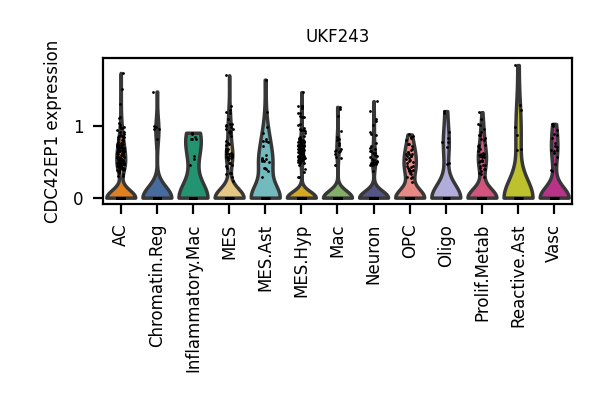 UKF243
CDC42EP1 expression
1
0
AC
Chromatin.Reg
Inflammatory.Mac
MES
MES.Ast
MES.Hyp
Mac
Neuron
OPC
Oligo
Prolif.Metab
Reactive.Ast
Vasc